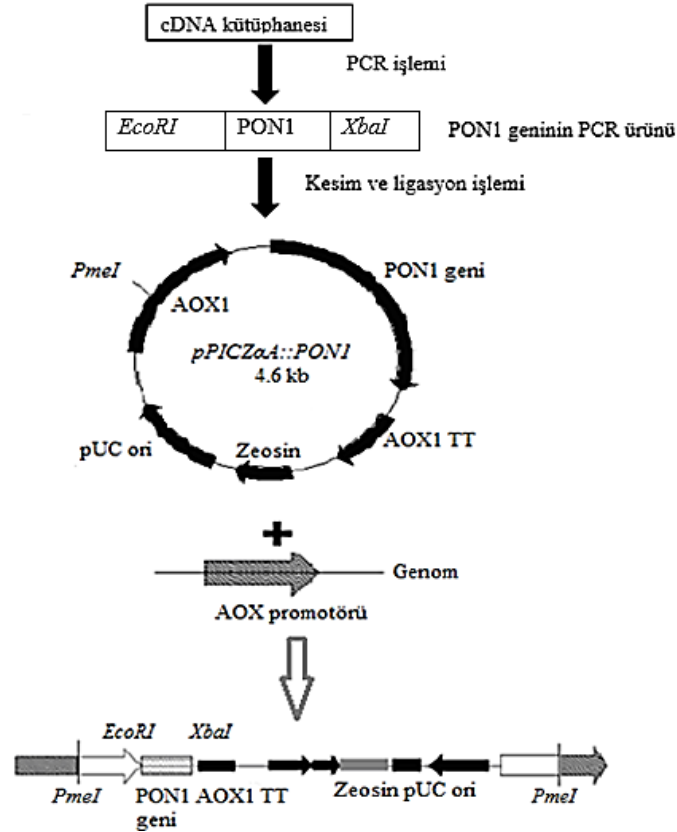 cDNA kütüphanesi
PCR işlemi
EcoRI PON1 XbaI
PON1 geninin PCR ürünü
Kesim ve ligasyon işlemi
PmeI
AOX1
PON1 geni
pPICZαA::PON1
4.6 kb
pUC ori
Zeosin
AOX1 TT
+
Genom
AOX promotörü
EcoRI XbaI
PmeI PON1 AOX1 TT Zeosin pUC ori PmeI
geni